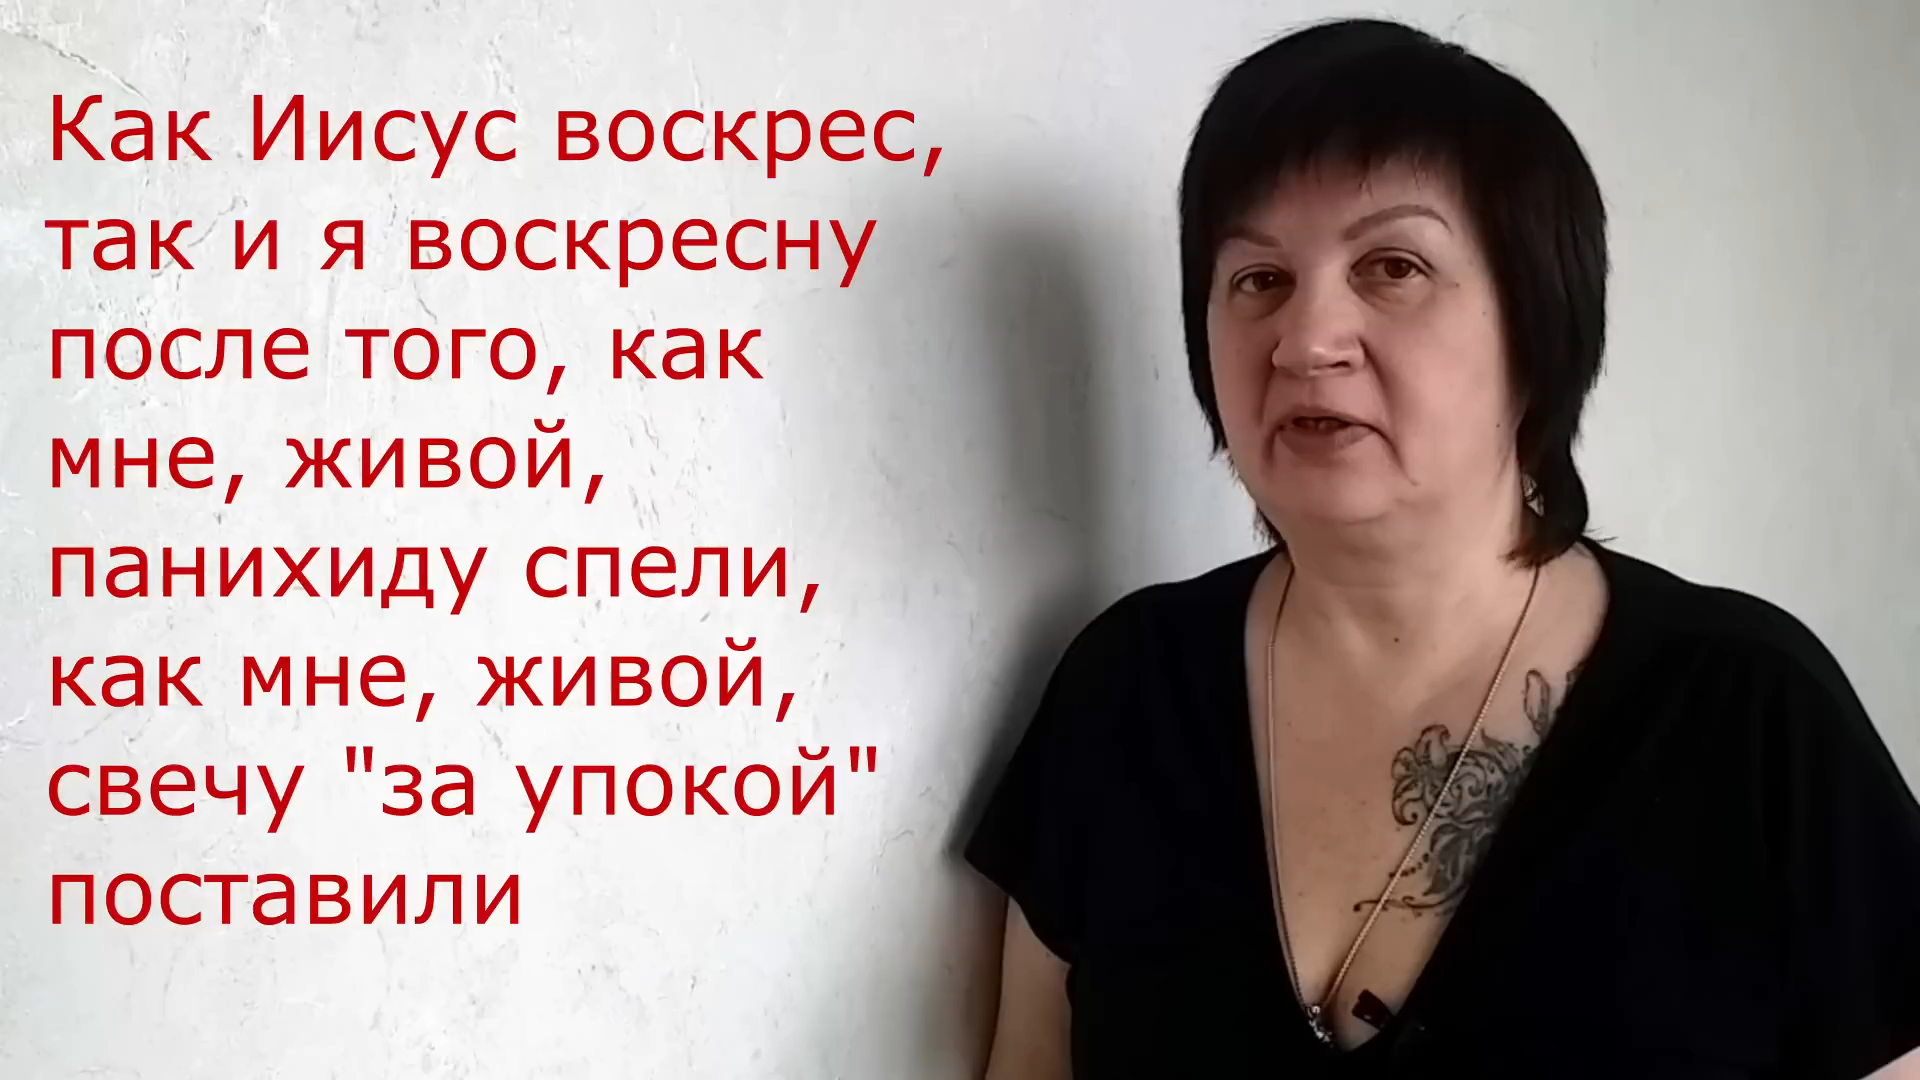 Как Иисус воскрес,
так и я воскресну
после того, как
мне, живой,
панихиду спели,
как мне, живой,
свечу "за упокой"
поставили